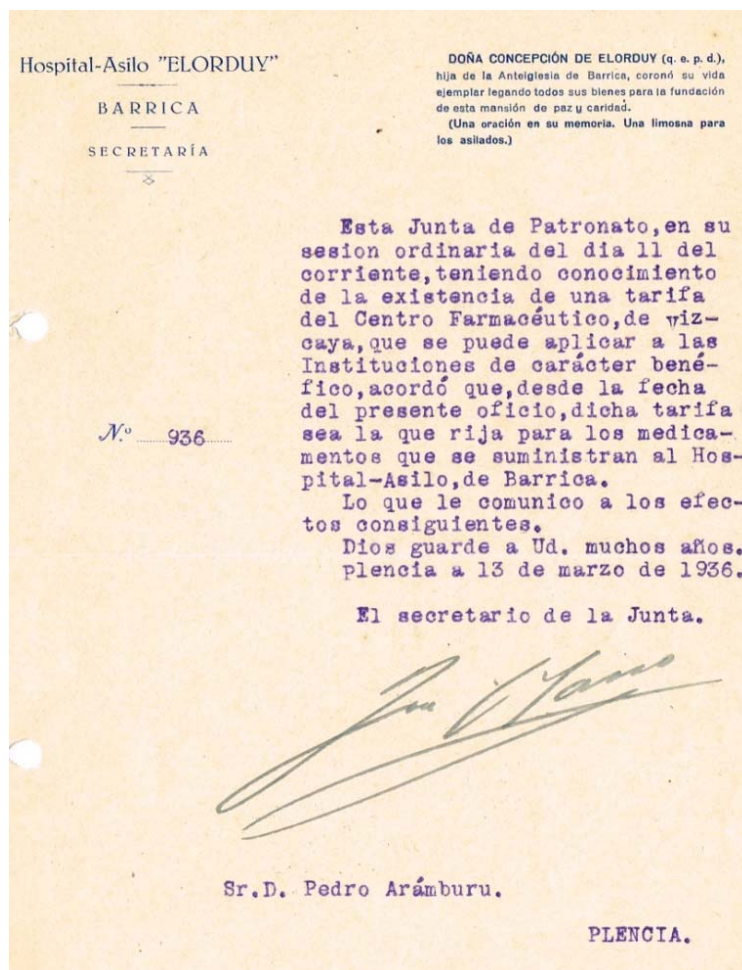 Hospital-Asilo "ELORDUY"
BARRICA
SECRETARÍA
DOÑA CONCEPCIÓN DE ELORDUY (q. e. p. d.),
hija de la Anteiglesia de Barrica, coronó su vida
ejemplar legando todos sus bienes para la fundación
de esta mansión de paz y caridad.
(Una oración en su memoria. Una limosna para
los asilados.)
Esta Junta de Patronato,en su
sesion ordinaria del dia 11 del
corriente,teniendo conocimiento
de la existencia de una tarifa
del Centro Farmacéutico,de viz-
caya,que se puede aplicar a las
Instituciones de carácter bené-
fico,acordó que,desde la fecha
del presente oficio,dicha tarifa
sea la que rija para los medica-
mentos que se suministran al Hos-
pital-Asilo,de Barrica.
Lo que le comunico a los efec-
tos consiguientes.
Dios guarde a Ud. muchos años.
plencia a 13 de marzo de 1936.
N.º 936
El secretario de la Junta.
Sr.D. Pedro Arámburu.
PLENCIA.